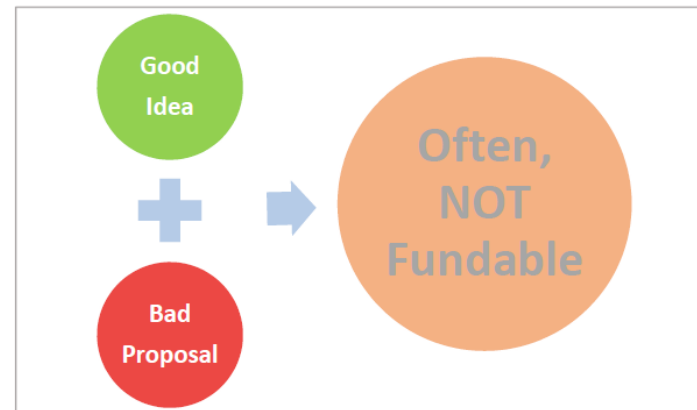 Good
Idea
Bad
Proposal
Often,
NOT
Fundable